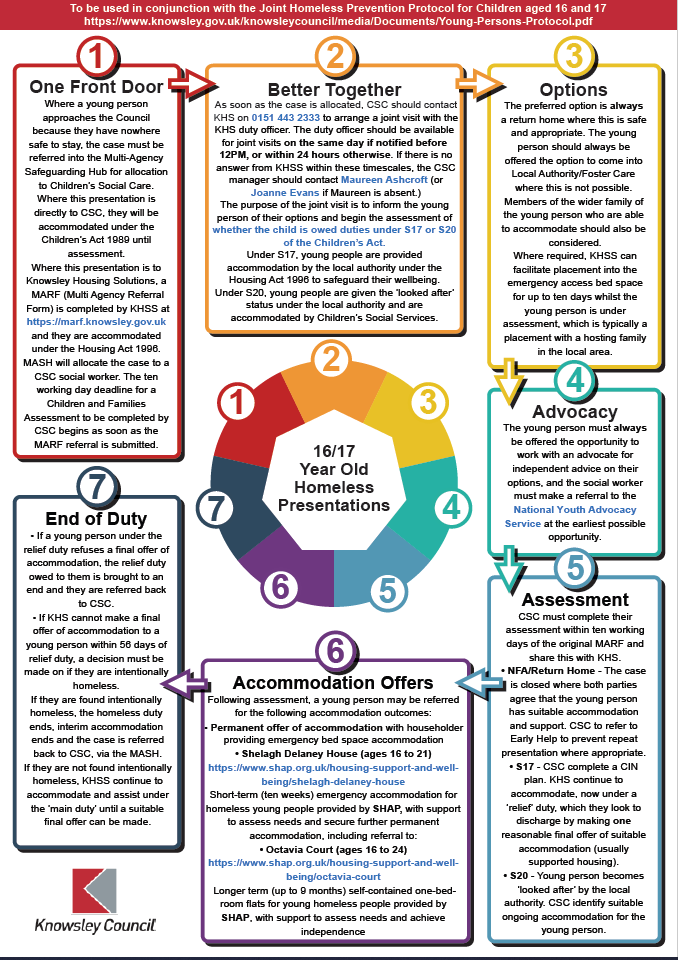 To be used in conjunction with the Joint Homeless Prevention Protocol for Children aged 16 and 17
https://www.knowsley.gov.uk/knowsleycouncil/media/Documents/Young-Persons-Protocol.pdf
1
One Front Door
Where a young person
approaches the Council
because they have nowhere
safe to stay, the case must be
referred into the Multi-Agency
Safeguarding Hub for allocation
to Children's Social Care.
Where this presentation is
directly to CSC, they will be
accommodated under the
Children's Act 1989 until
assessment.
Where this presentation is to
Knowsley Housing Solutions, a
MARF (Multi Agency Referral
Form) is completed by KHSS at
https://marf.knowsley.gov.uk
and they are accommodated
under the Housing Act 1996.
MASH will allocate the case to a
CSC social worker. The ten
working day deadline for a
Children and Families
Assessment to be completed by
CSC begins as soon as the
MARF referral is submitted.
2
Better Together
As soon as the case is allocated, CSC should contact
KHS on 0151 443 2333 to arrange a joint visit with the
KHS duty officer. The duty officer should be available
for joint visits on the same day if notified before
12PM, or within 24 hours otherwise. If there is no
answer from KHSS within these timescales, the CSC
manager should contact Maureen Ashcroft (or
Joanne Evans if Maureen is absent.)
The purpose of the joint visit is to inform the young
person of their options and begin the assessment of
whether the child is owed duties under S17 or S20
of the Children's Act.
Under S17, young people are provided
accommodation by the local authority under the
Housing Act 1996 to safeguard their wellbeing.
Under S20, young people are given the 'looked after'
status under the local authority and are
accommodated by Children's Social Services.
3
Options
The preferred option is always
a return home where this is safe
and appropriate. The young
person should always be
offered the option to come into
Local Authority/Foster Care
where this is not possible.
Members of the wider family of
the young person who are able
to accommodate should also be
considered.
Where required, KHSS can
facilitate placement into the
emergency access bed space
for up to ten days whilst the
young person is under
assessment, which is typically a
placement with a hosting family
in the local area.
4
Advocacy
The young person must always
be offered the opportunity to
work with an advocate for
independent advice on their
options, and the social worker
must make a referral to the
National Youth Advocacy
Service at the earliest possible
opportunity.
5
Assessment
CSC must complete their
assessment within ten working
days of the original MARF and
share this with KHS.
• NFA/Return Home - The case
is closed where both parties
agree that the young person
has suitable accommodation
and support. CSC to refer to
Early Help to prevent repeat
presentation where appropriate.
• S17 - CSC complete a CIN
plan. KHS continue to
accommodate, now under a
'relief' duty, which they look to
discharge by making one
reasonable final offer of suitable
accommodation (usually
supported housing).
• S20 - Young Person becomes
'looked after' by the local
authority. CSC identify suitable
ongoing accommodation for the
young person.
6
Accommodation Offers
Following assessment, a young person may be referred
for the following accommodation outcomes:
• Permanent offer of accommodation with householder
providing emergency bed space accommodation
• Shelagh Delaney House (ages 16 to 21)
https://www.shap.org.uk/housing-support-and-well-
being/shelagh-delaney-house
Short-term (ten weeks) emergency accommodation for
homeless young people provided by SHAP, with support
to assess needs and secure further permanent
accommodation, including referral to:
• Octavia Court (ages 16 to 24)
https://www.shap.org.uk/housing-support-and-well-
being/octavia-court
Longer term (up to 9 months) self-contained one-bed-
room flats for young homeless people provided by
SHAP, with support to assess needs and achieve
independence
7
End of Duty
• If a young person under the
relief duty refuses a final offer of
accommodation, the relief duty
owed to them is brought to an
end and they are referred back
to CSC.
• If KHS cannot make a final
offer of accommodation to a
young person within 56 days of
relief duty, a decision must be
made on if they are intentionally
homeless.
If they are found intentionally
homeless, the homeless duty
ends, interim accommodation
ends and the case is referred
back to CSC, via the MASH.
If they are not found intentionally
homeless, KHSS continue to
accommodate and assist under
the 'main duty' until a suitable
final offer can be made.
16/17
Year Old
Homeless
Presentations
1
2
3
4
5
6
7
Knowsley Council